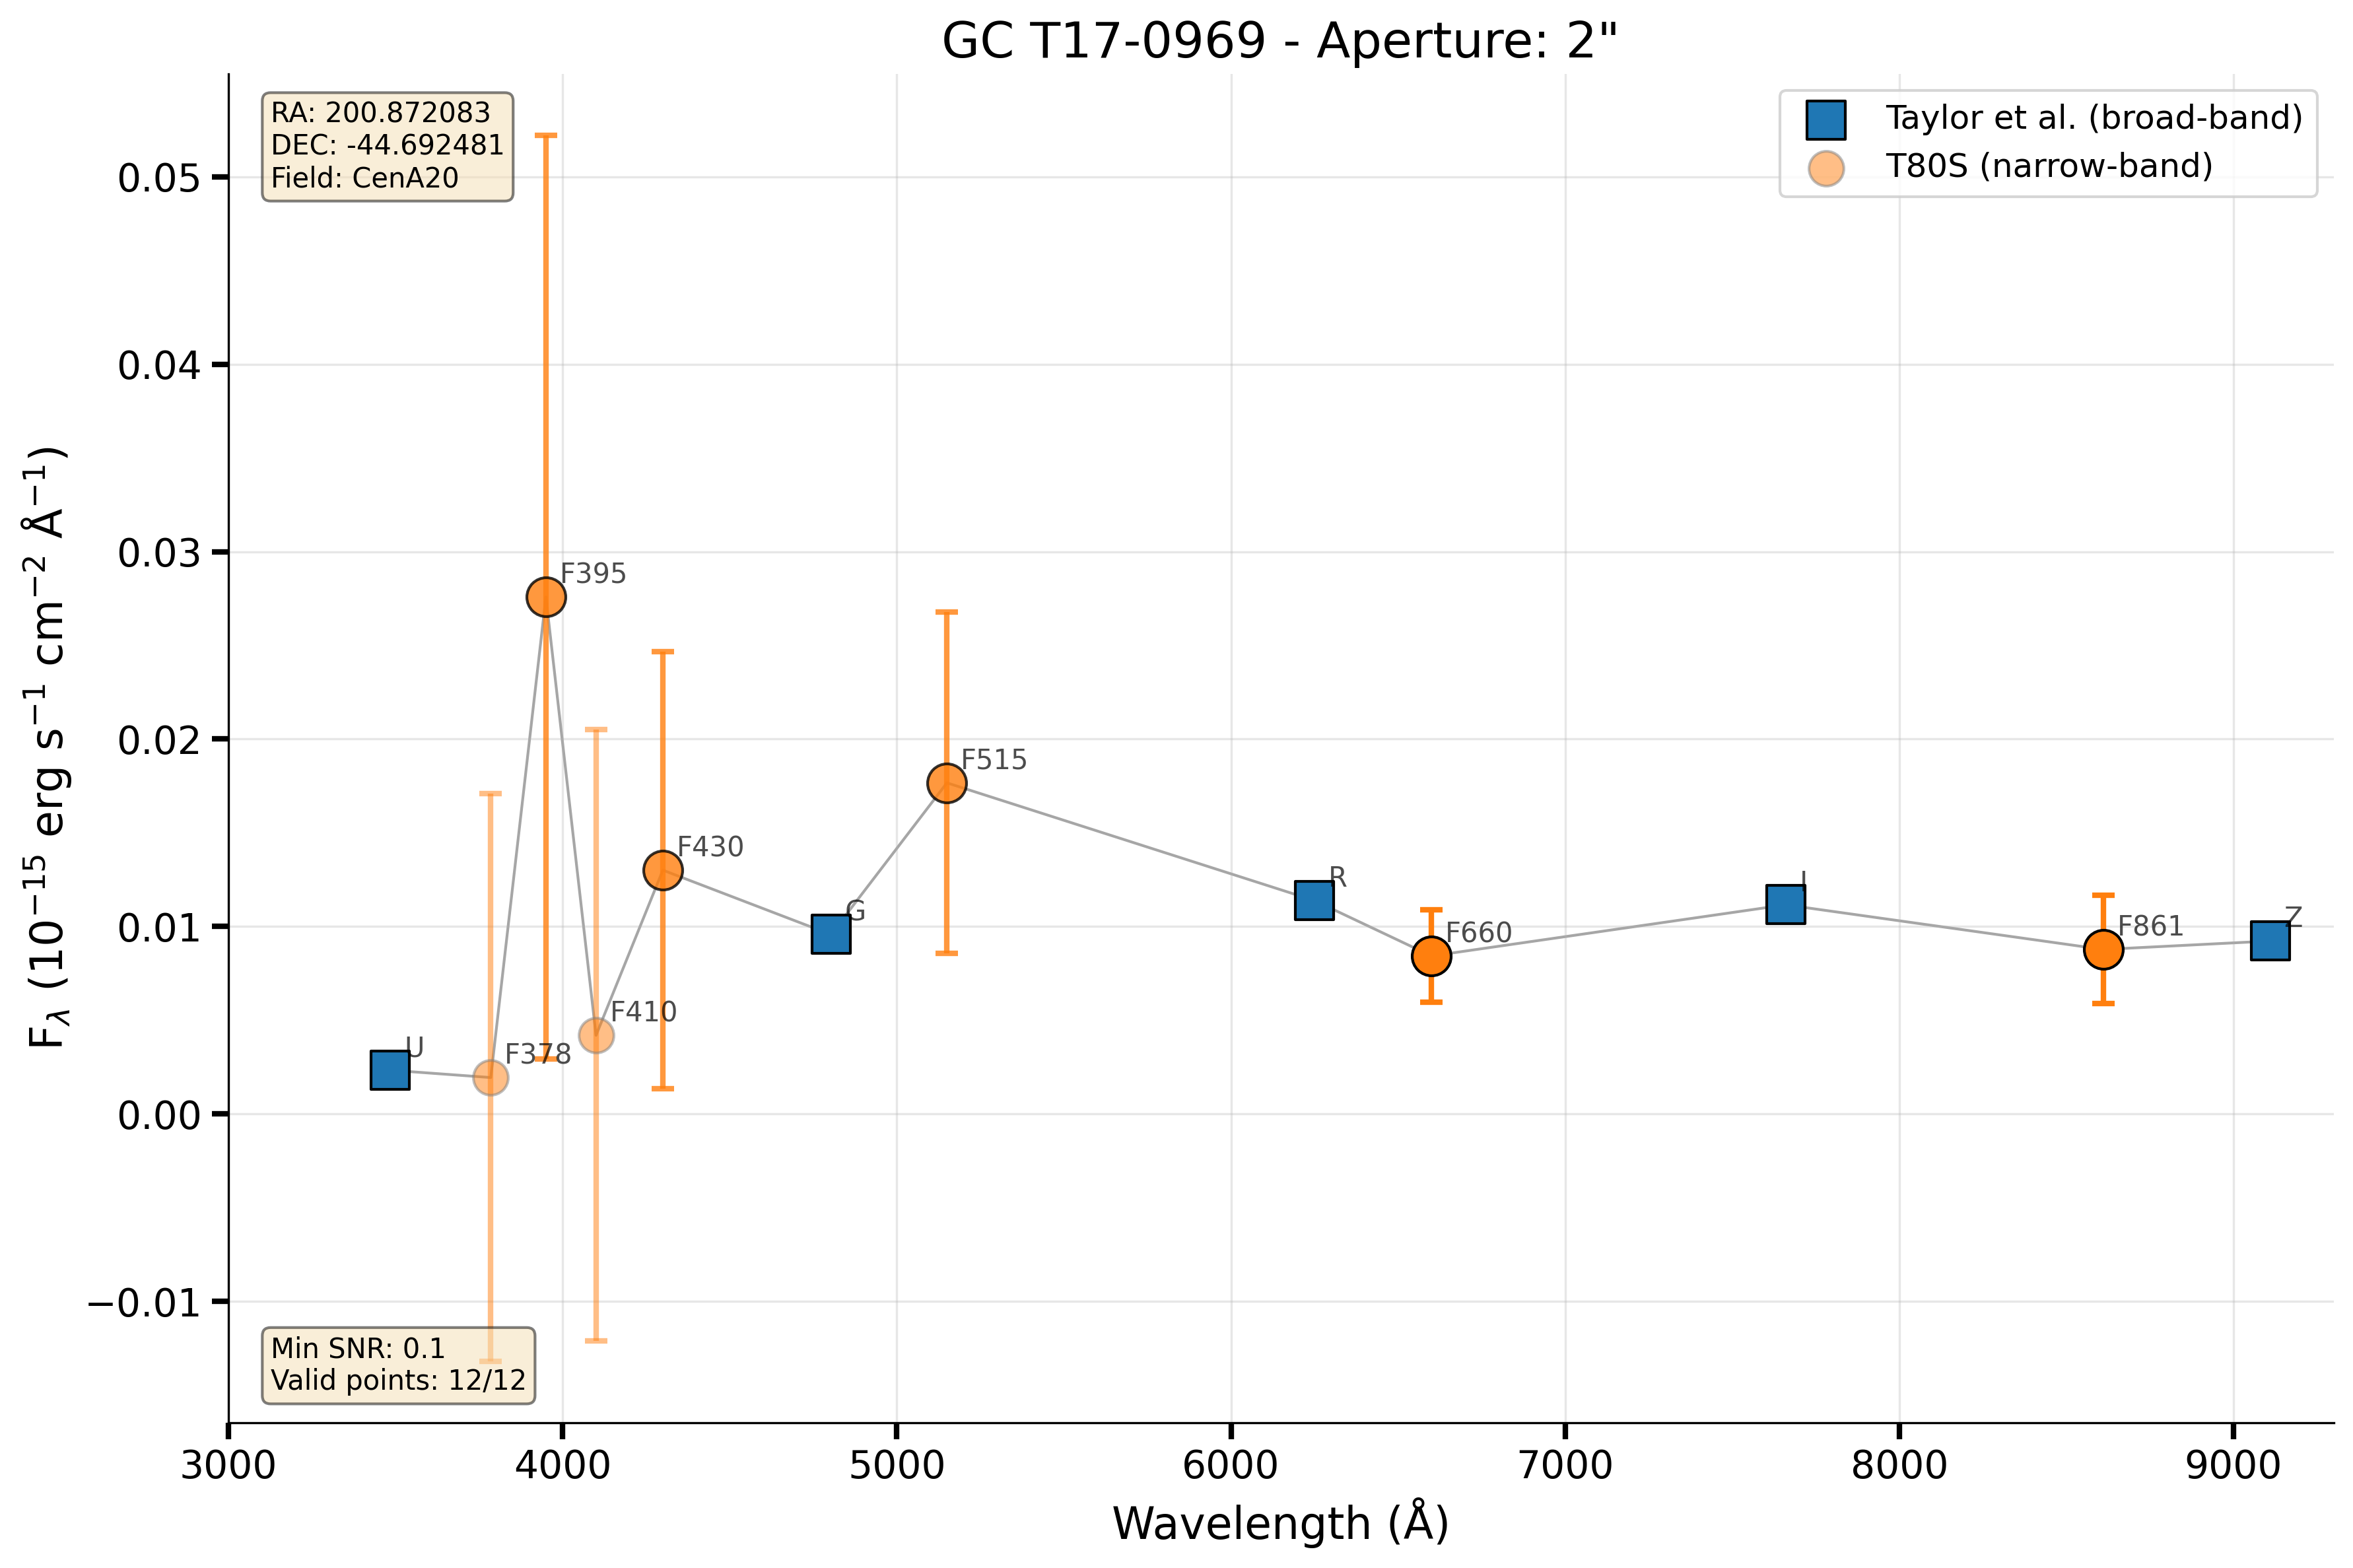 GC T17-0969 - Aperture: 2"
RA: 200.872083
DEC: -44.692481
Field: CenA20
Taylor et al. (broad-band)
T80S (narrow-band)
F_λ (10⁻¹⁵ erg s⁻¹ cm⁻² Å⁻¹)
0.05
0.04
0.03
0.02
0.01
0.00
−0.01
U
F378
F395
F410
F430
G
F515
R
F660
I
F861
Z
Min SNR: 0.1
Valid points: 12/12
3000 4000 5000 6000 7000 8000 9000
Wavelength (Å)